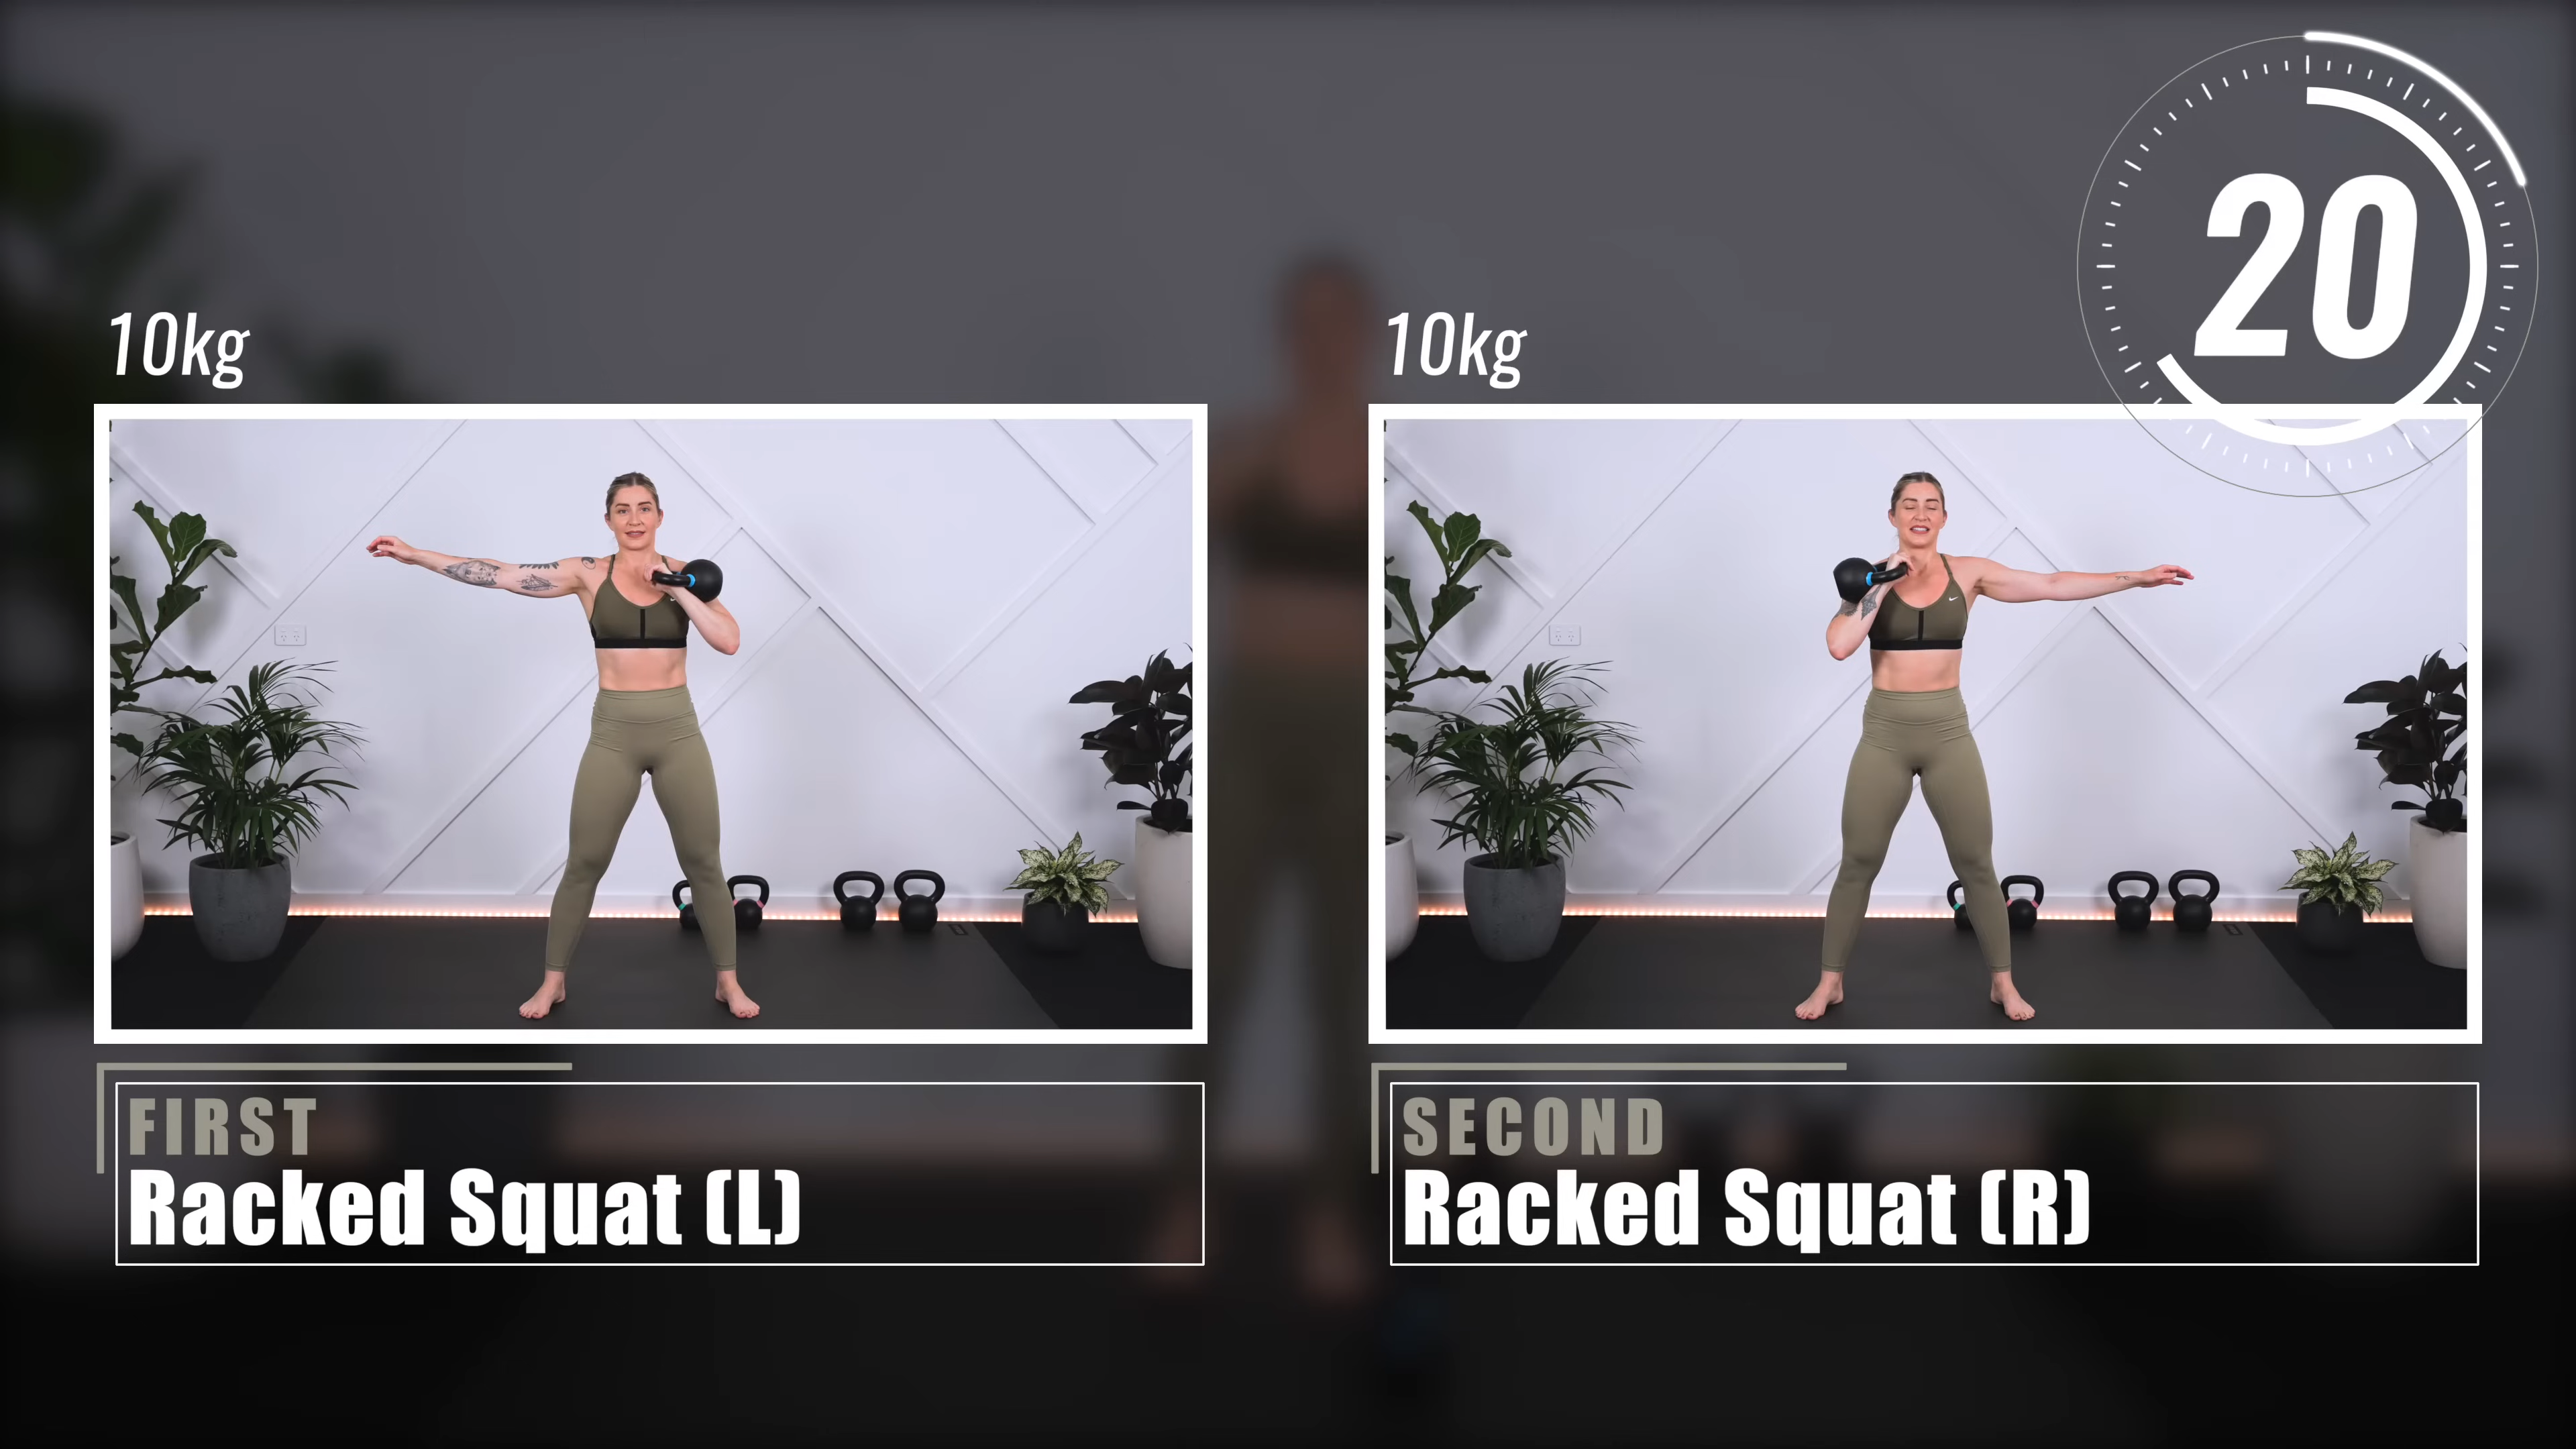 20
10kg
10kg
FIRST
Racked Squat (L)
SECOND
Racked Squat (R)